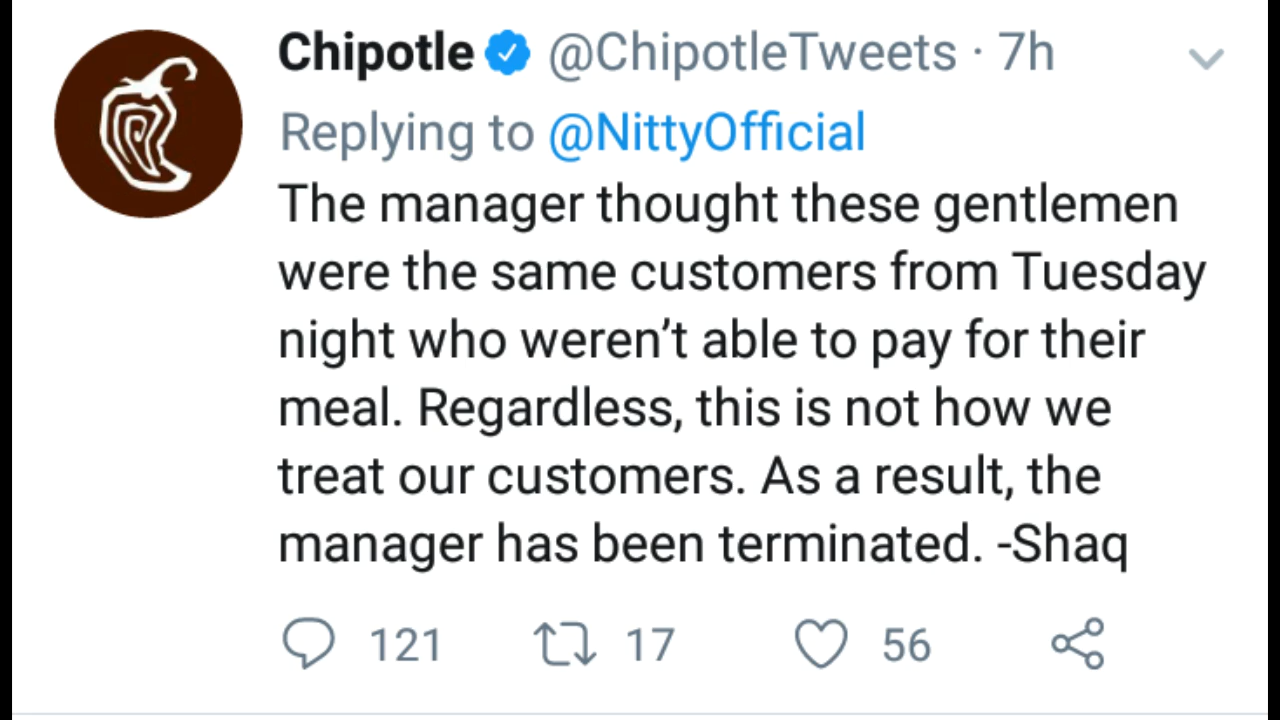 Chipotle @ChipotleTweets · 7h
Replying to @NittyOfficial
The manager thought these gentlemen
were the same customers from Tuesday
night who weren’t able to pay for their
meal. Regardless, this is not how we
treat our customers. As a result, the
manager has been terminated. -Shaq
121 17 56